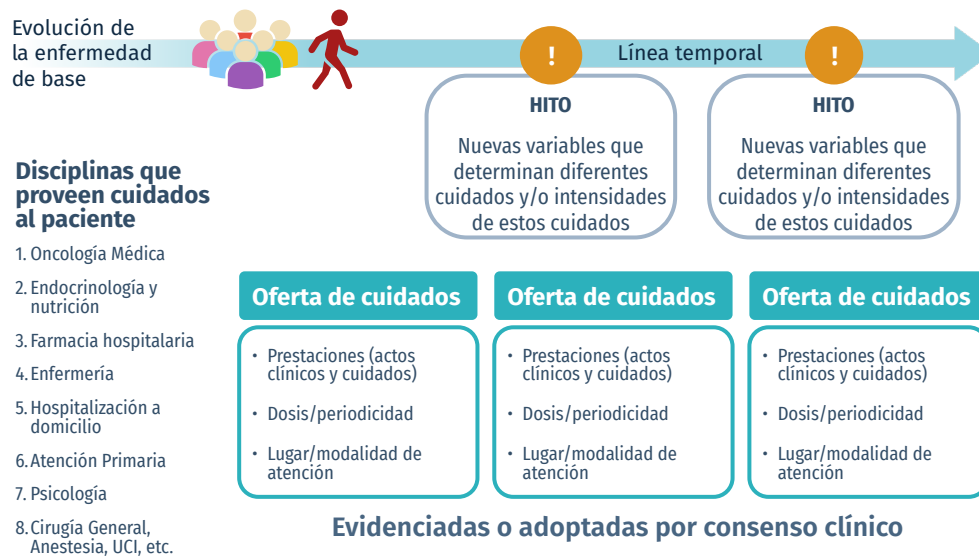 Evolución de
la enfermedad
de base
!
Línea temporal
!
HITO
Nuevas variables que
determinan diferentes
cuidados y/o intensidades
de estos cuidados
HITO
Nuevas variables que
determinan diferentes
cuidados y/o intensidades
de estos cuidados
Disciplinas que
proveen cuidados
al paciente
1. Oncología Médica
2. Endocrinología y
nutrición
3. Farmacia hospitalaria
4. Enfermería
5. Hospitalización a
domicilio
6. Atención Primaria
7. Psicología
8. Cirugía General,
Anestesia, UCI, etc.
Oferta de cuidados
• Prestaciones (actos
clínicos y cuidados)
• Dosis/periodicidad
• Lugar/modalidad de
atención
Oferta de cuidados
• Prestaciones (actos
clínicos y cuidados)
• Dosis/periodicidad
• Lugar/modalidad de
atención
Oferta de cuidados
• Prestaciones (actos
clínicos y cuidados)
• Dosis/periodicidad
• Lugar/modalidad de
atención
Evidenciadas o adoptadas por consenso clínico